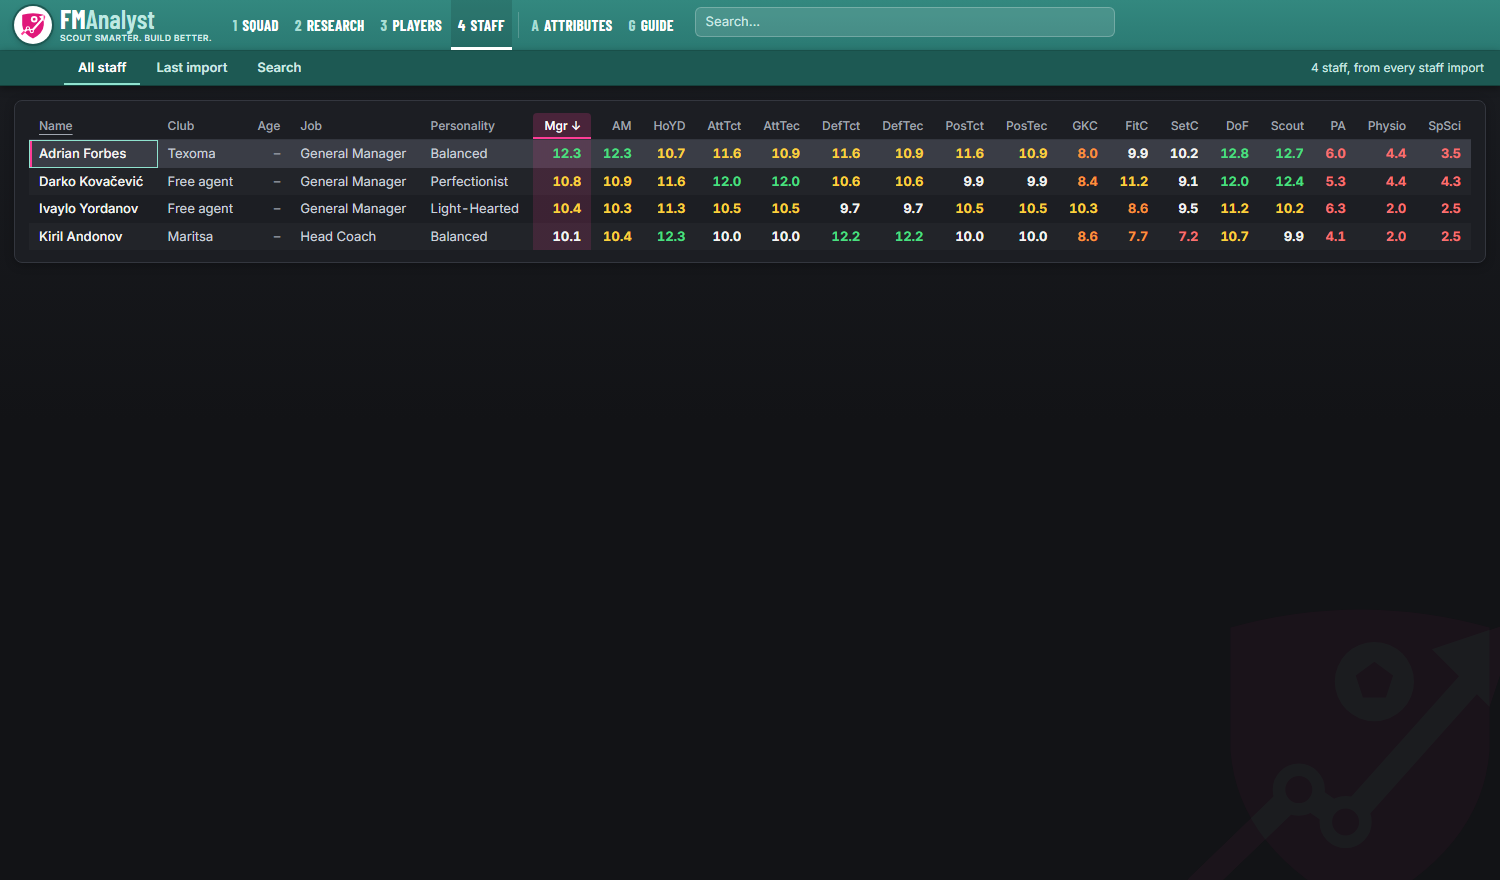 FMAnalyst
SCOUT SMARTER. BUILD BETTER.
1 SQUAD 2 RESEARCH 3 PLAYERS 4 STAFF A ATTRIBUTES G GUIDE Search...
All staff Last import Search 4 staff, from every staff import
Name Club Age Job Personality Mgr ↓ AM HoYD AttTct AttTec DefTct DefTec PosTct PosTec GKC FitC SetC DoF Scout PA Physio SpSci
Adrian Forbes Texoma – General Manager Balanced 12.3 12.3 10.7 11.6 10.9 11.6 10.9 11.6 10.9 8.0 9.9 10.2 12.8 12.7 6.0 4.4 3.5
Darko Kovačević Free agent – General Manager Perfectionist 10.8 10.9 11.6 12.0 12.0 10.6 10.6 9.9 9.9 8.4 11.2 9.1 12.0 12.4 5.3 4.4 4.3
Ivaylo Yordanov Free agent – General Manager Light-Hearted 10.4 10.3 11.3 10.5 10.5 9.7 9.7 10.5 10.5 10.3 8.6 9.5 11.2 10.2 6.3 2.0 2.5
Kiril Andonov Maritsa – Head Coach Balanced 10.1 10.4 12.3 10.0 10.0 12.2 12.2 10.0 10.0 8.6 7.7 7.2 10.7 9.9 4.1 2.0 2.5